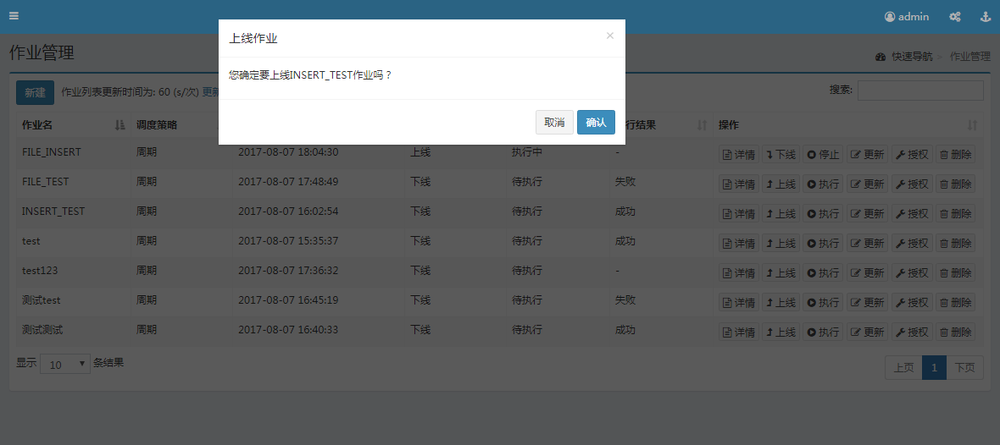 admin
上线作业 ×
您确定要上线INSERT_TEST作业吗？
取消 确认
作业管理
快速导航 > 作业管理
新建 作业列表更新时间为: 60 (s/次) 更新
搜索:
作业名 调度策略 行结果 操作
FILE_INSERT 周期 2017-08-07 18:04:30 上线 执行中 - 详情 下线 停止 更新 授权 删除
FILE_TEST 周期 2017-08-07 17:48:49 下线 待执行 失败 详情 上线 执行 更新 授权 删除
INSERT_TEST 周期 2017-08-07 16:02:54 下线 待执行 成功 详情 上线 执行 更新 授权 删除
test 周期 2017-08-07 15:35:37 下线 待执行 成功 详情 上线 执行 更新 授权 删除
test123 周期 2017-08-07 17:36:32 下线 待执行 - 详情 上线 执行 更新 授权 删除
测试test 周期 2017-08-07 16:45:19 下线 待执行 失败 详情 上线 执行 更新 授权 删除
测试测试 周期 2017-08-07 16:40:33 下线 待执行 成功 详情 上线 执行 更新 授权 删除
显示 10 条结果
上页 1 下页